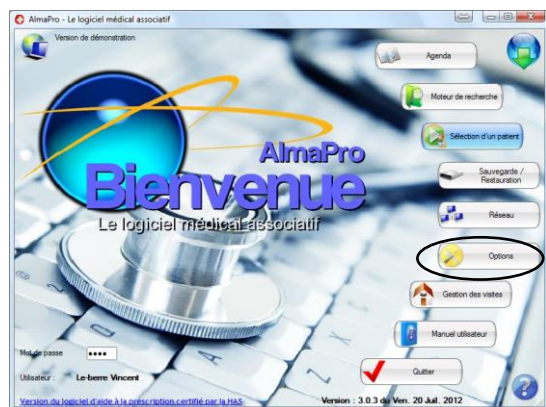 AlmaPro - Le logiciel médical associatif
Version de démonstration
Agenda
Moteur de recherche
Sélection d'un patient
AlmaPro
Bienvenue
Le logiciel médical associatif
Sauvegarde /
Restauration
Réseau
Options
Gestion des visites
Manuel utilisateur
Mot de passe
Quitter
Utilisateur : Le-berre Vincent
Version du logiciel d'aide à la prescription certifié par la HAS
Version : 3.0.3 du Ven. 20 Juil. 2012